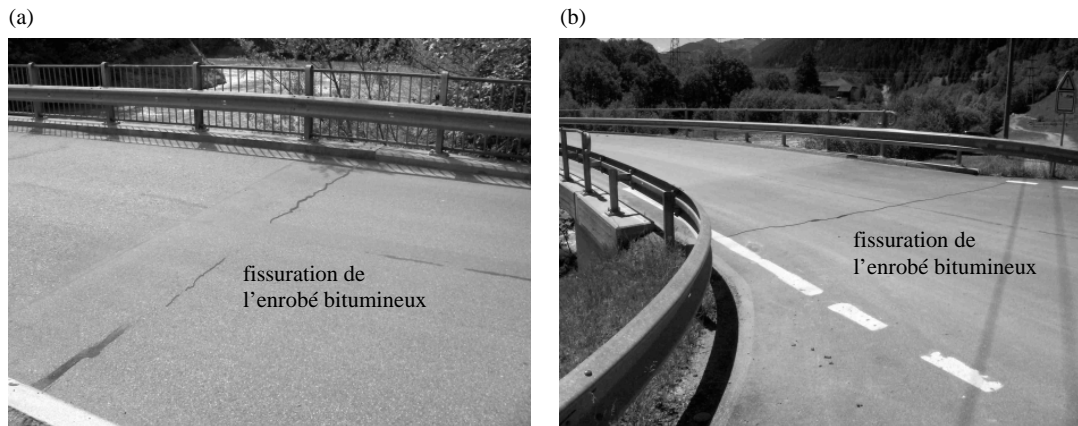 (a)
(b)
fissuration de
l'enrobé bitumineux
fissuration de
l'enrobé bitumineux